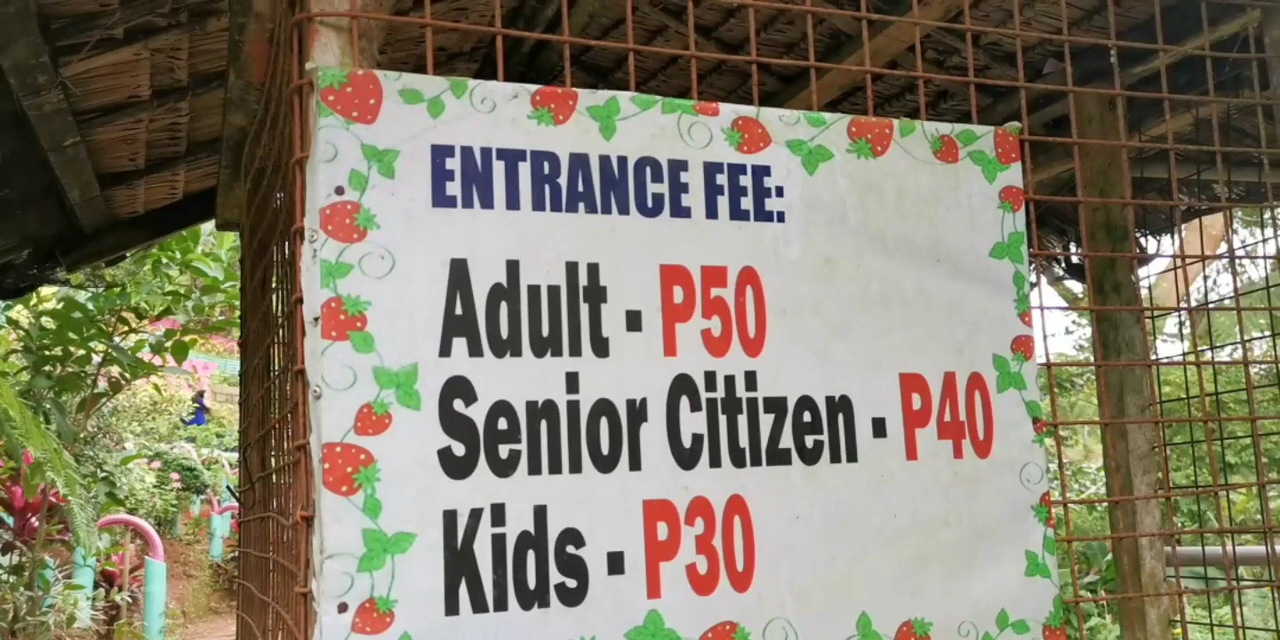 ENTRANCE FEE:
Adult - P50
Senior Citizen - P40
Kids - P30